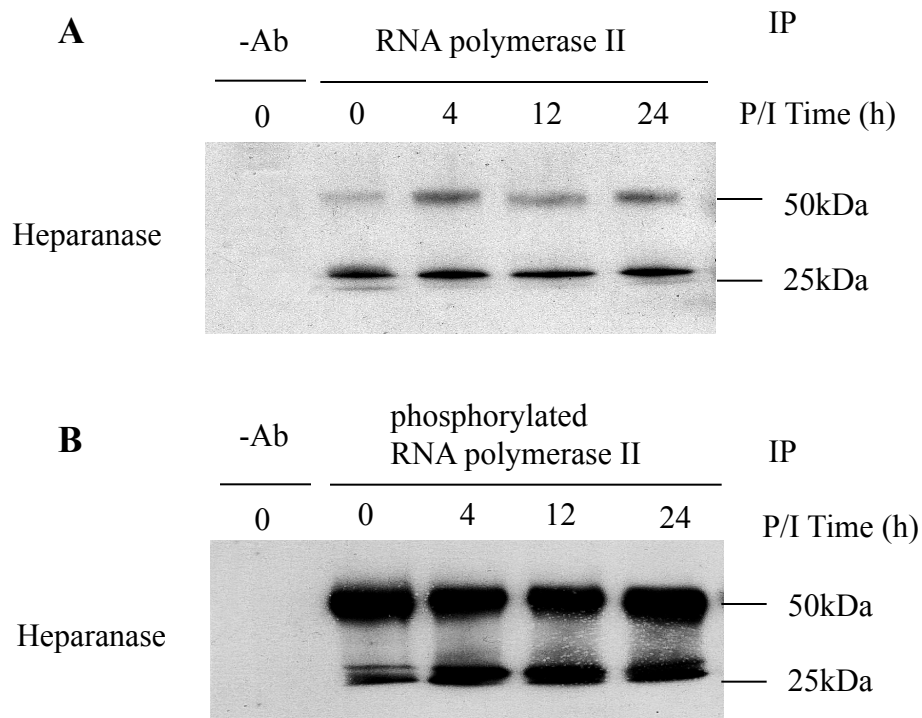 A
-Ab
RNA polymerase II
IP
0
0 4 12 24
P/I Time (h)
Heparanase
50kDa
25kDa
B
-Ab
phosphorylated
RNA polymerase II
IP
0
0 4 12 24
P/I Time (h)
Heparanase
50kDa
25kDa